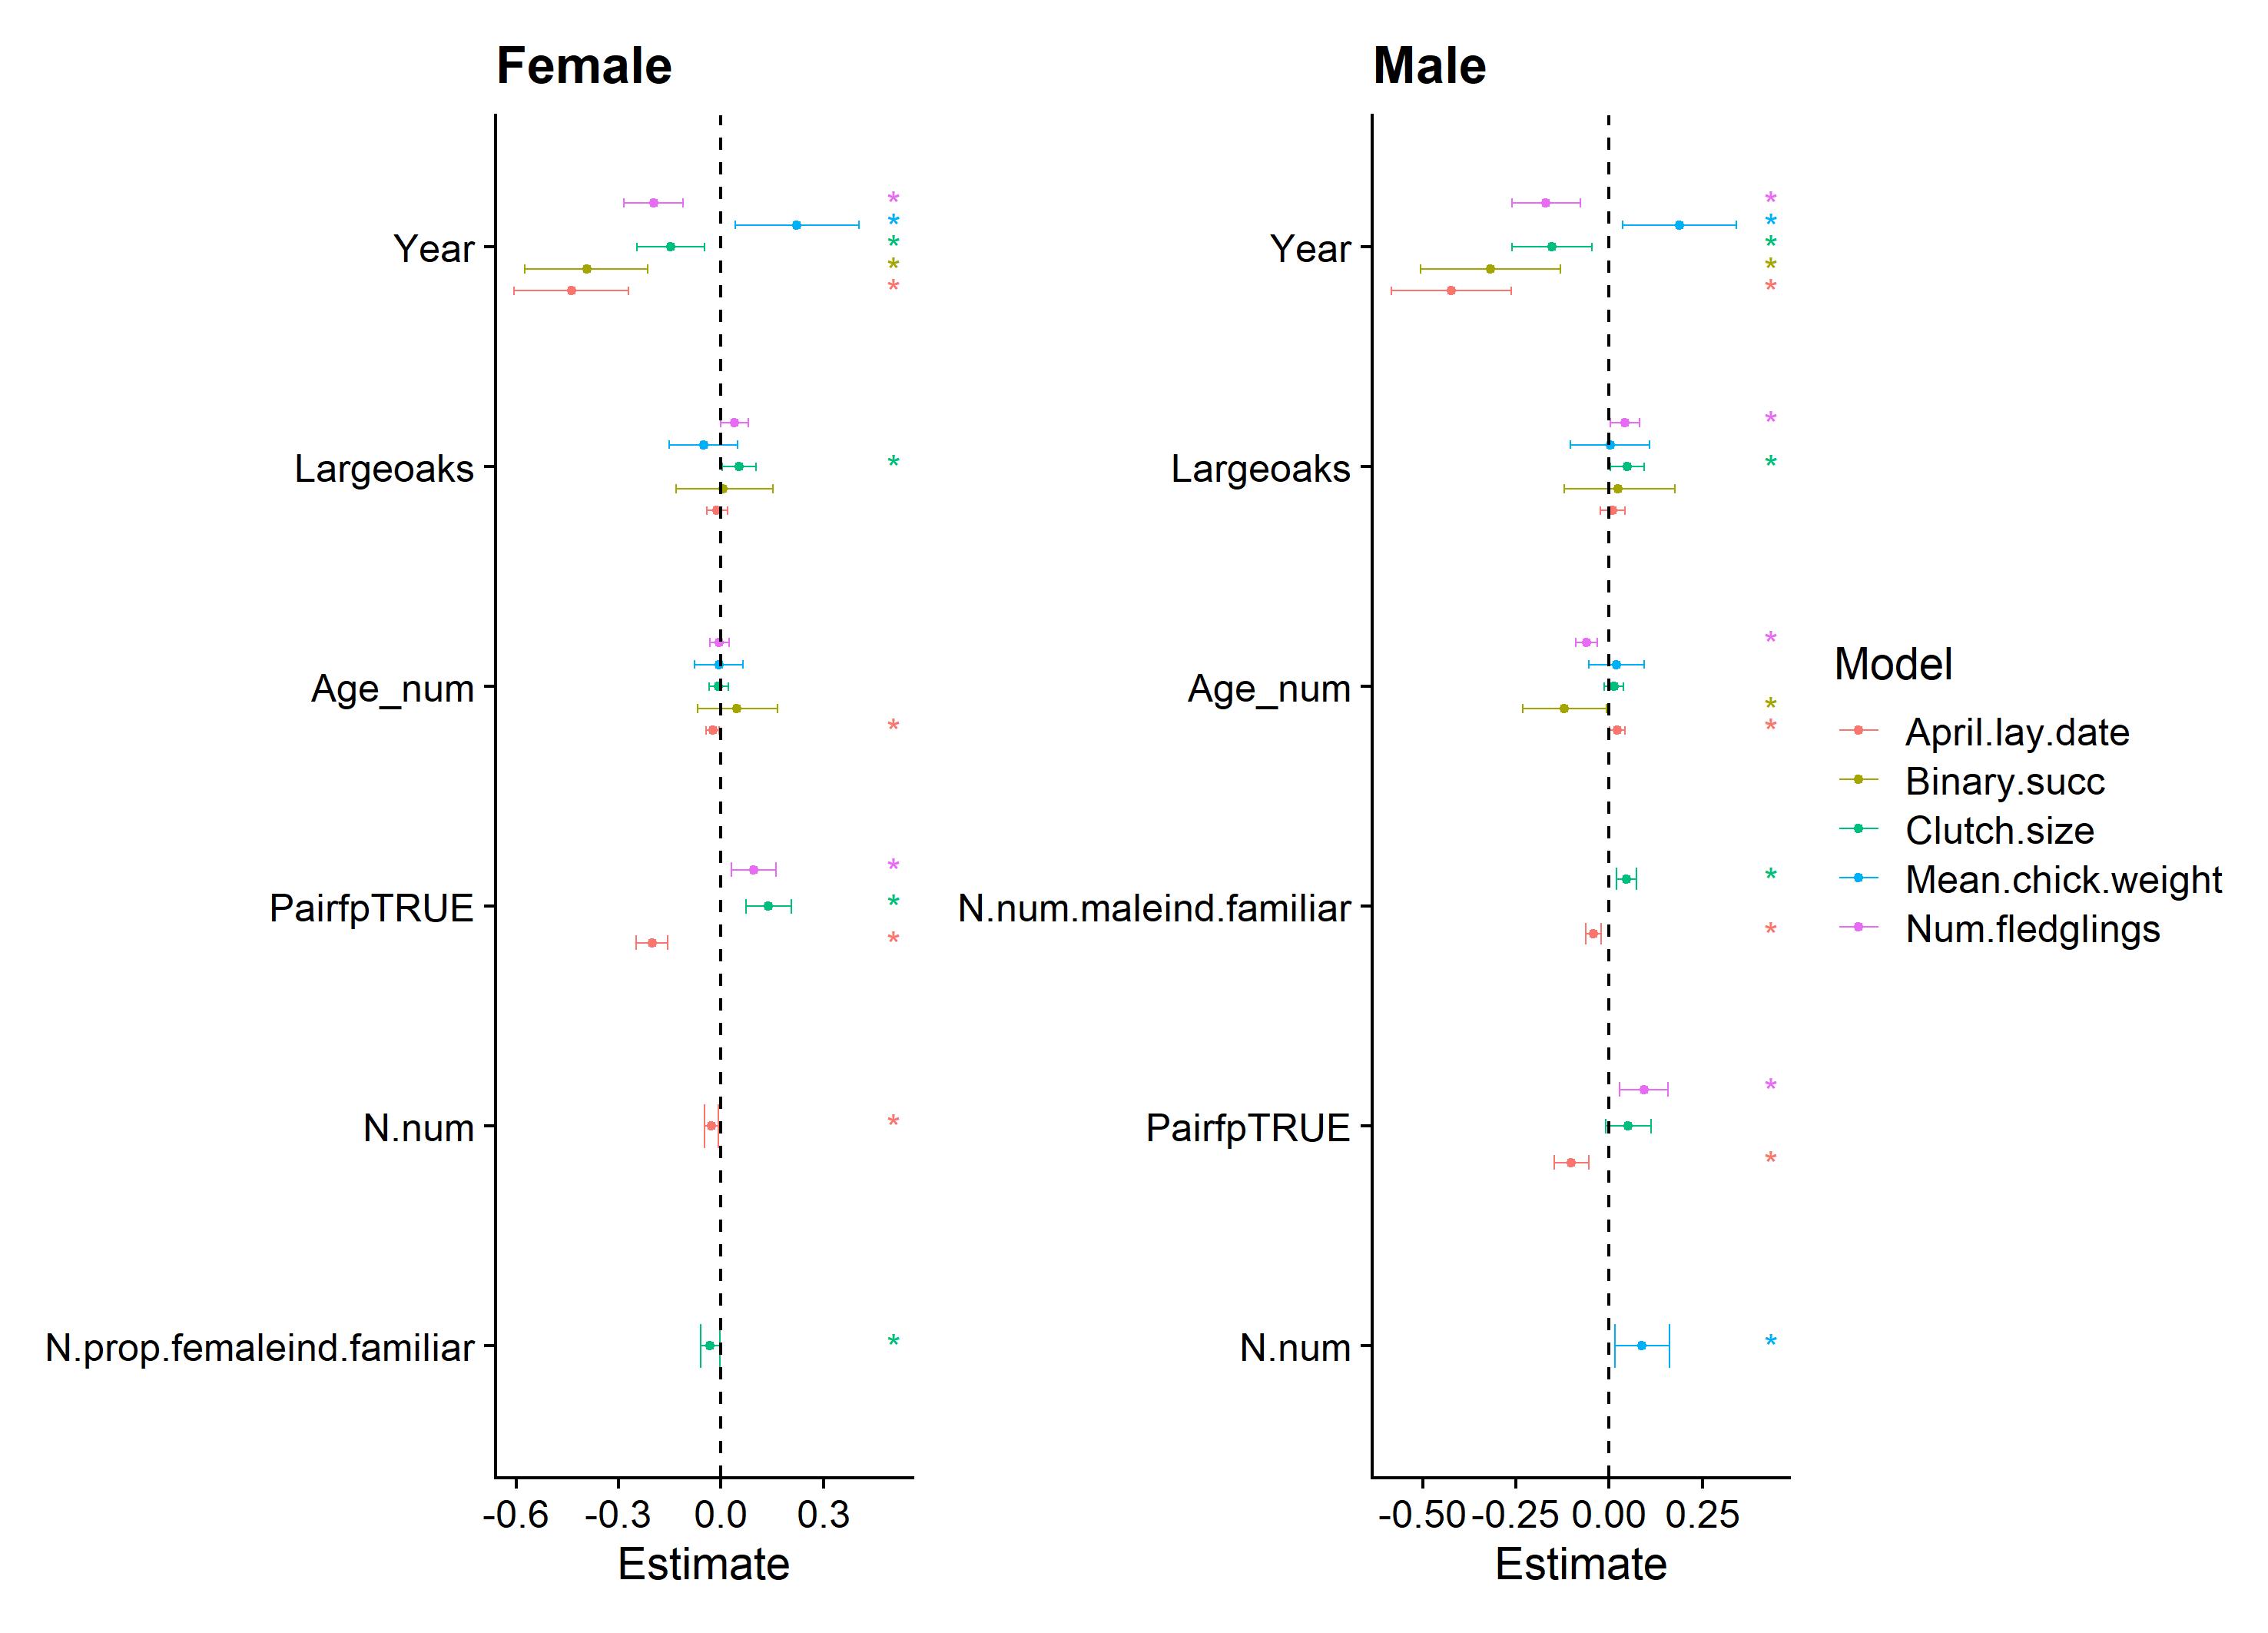 Female
Year
Largeoaks
Age_num
PairfpTRUE
N.num
N.prop.femaleind.familiar
* * * * *
*
*
* * *
*
*
-0.6 -0.3 0.0 0.3
Estimate
Male
Year
Largeoaks
Age_num
N.num.maleind.familiar
PairfpTRUE
N.num
* * * * *
* *
* * *
* *
* *
*
-0.50 -0.25 0.00 0.25
Estimate
Model
April.lay.date
Binary.succ
Clutch.size
Mean.chick.weight
Num.fledglings